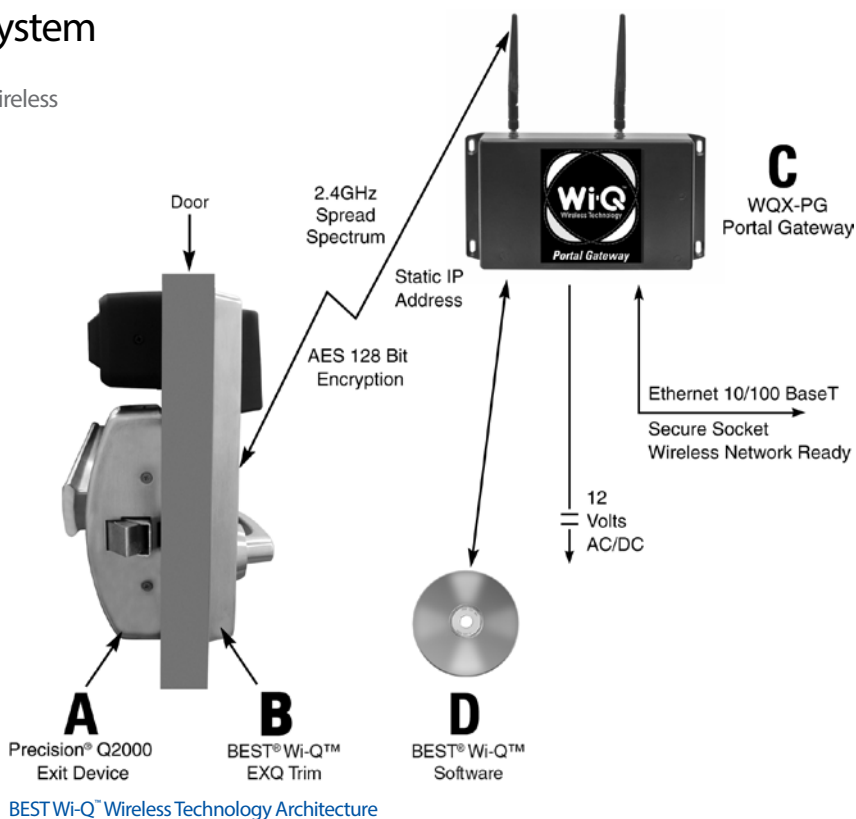 ystem
ireless
Door
2.4GHz
Spread
Spectrum
AES 128 Bit
Encryption
Static IP
Address
Wi-Q™
Wireless Technology
Portal Gateway
C
WQX-PG
Portal Gateway
Ethernet 10/100 BaseT
Secure Socket
Wireless Network Ready
12
Volts
AC/DC
A
Precision® Q2000
Exit Device
B
BEST® Wi-Q™
EXQ Trim
D
BEST® Wi-Q™
Software
BEST Wi-Q™ Wireless Technology Architecture